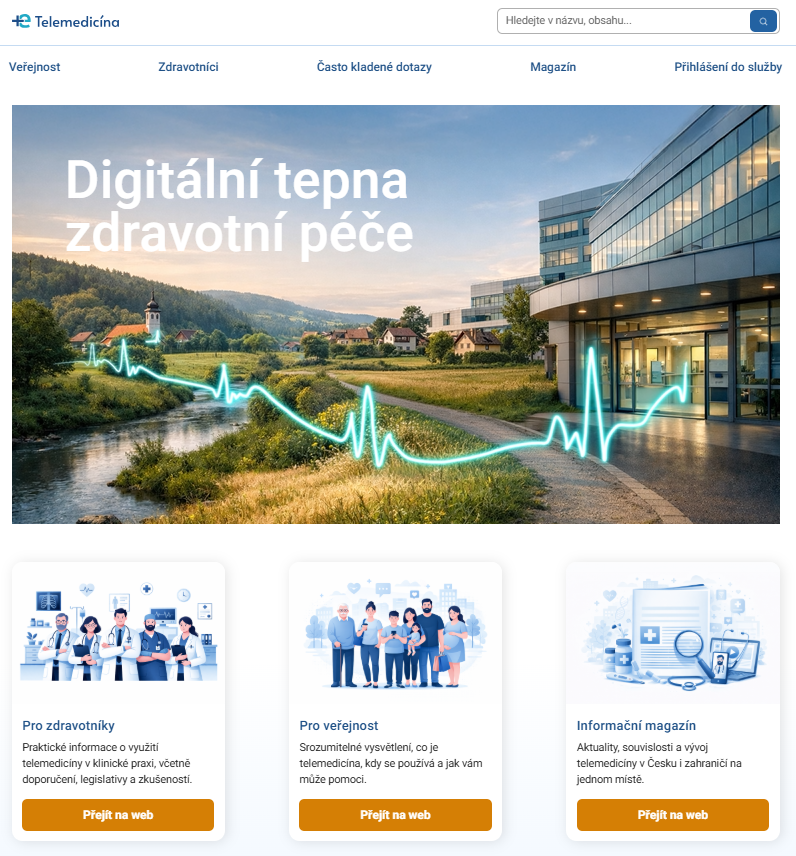 Telemedicína
Hledejte v názvu, obsahu...
Veřejnost
Zdravotníci
Často kladené dotazy
Magazín
Přihlášení do služby
Digitální tepna
zdravotní péče
Pro zdravotníky
Praktické informace o využití
telemedicíny v klinické praxi, včetně
doporučení, legislativy a zkušeností.
Přejít na web
Pro veřejnost
Srozumitelné vysvětlení, co je
telemedicína, kdy se používá a jak vám
může pomoci.
Přejít na web
Informační magazín
Aktuality, souvislosti a vývoj
telemedicíny v Česku i zahraničí na
jednom místě.
Přejít na web